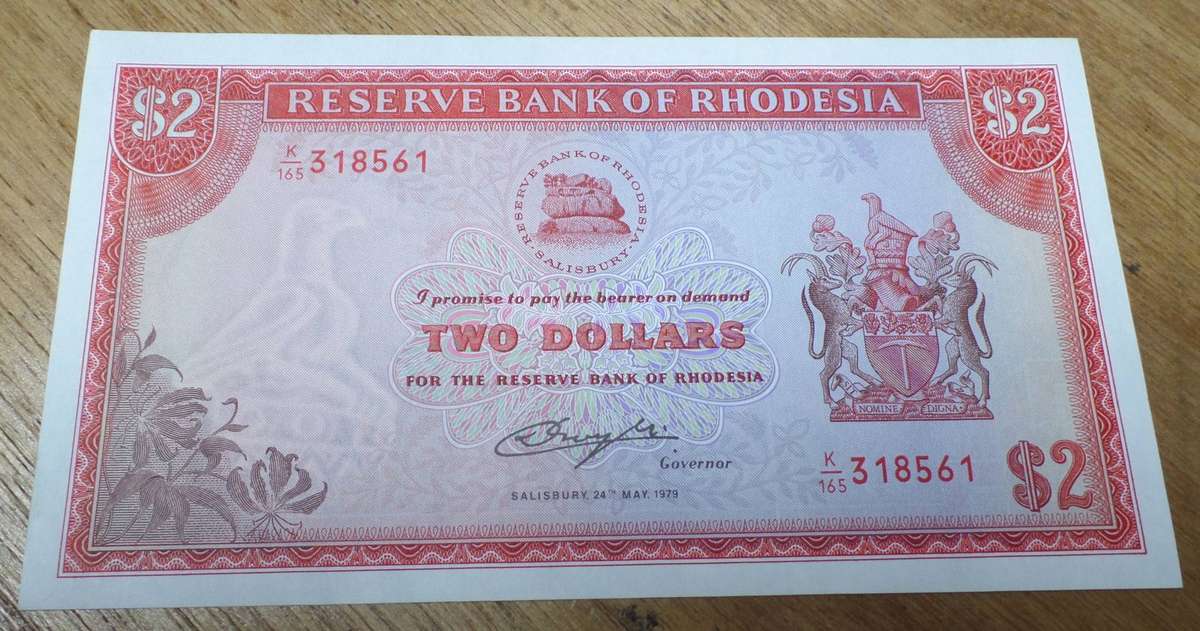 $2 RESERVE BANK OF RHODESIA $2
K/165 318561
RESERVE BANK OF RHODESIA · SALISBURY ·
I promise to pay the bearer on demand
TWO DOLLARS
FOR THE RESERVE BANK OF RHODESIA
NOMINE DIGNA
Governor
K/165 318561
$2
SALISBURY, 24TH MAY, 1979